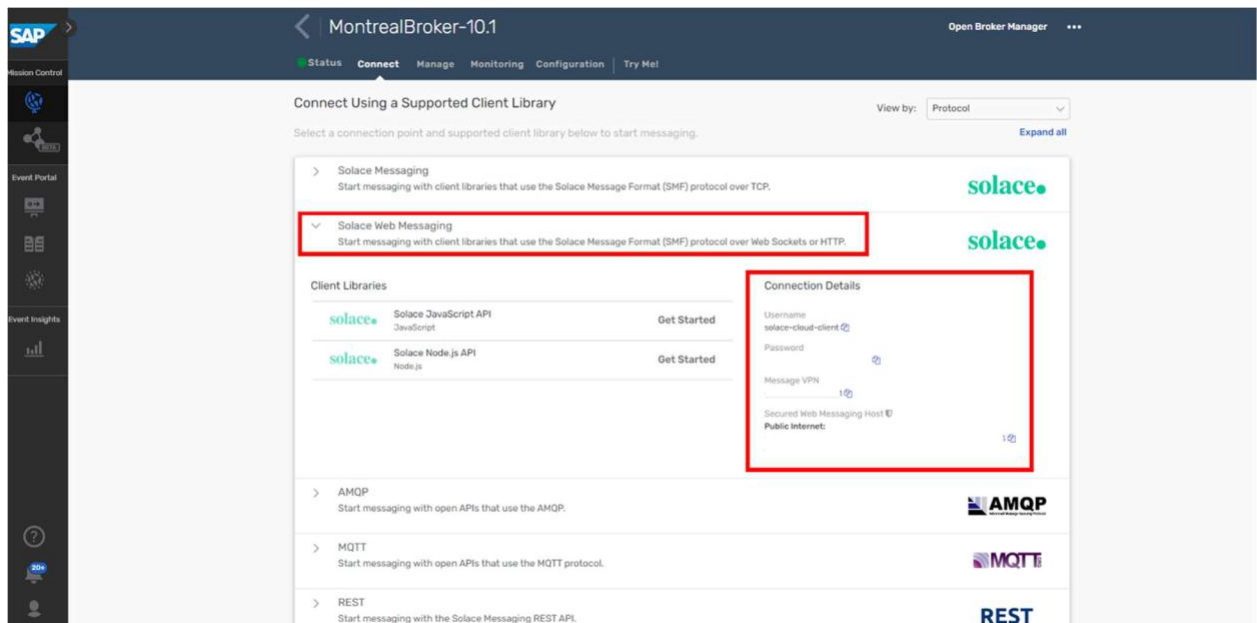 SAP
Mission Control
BETA
Event Portal
Event Insights
20+
MontrealBroker-10.1
Open Broker Manager
Status Connect Manage Monitoring Configuration Try Me!
Connect Using a Supported Client Library
View by: Protocol
Select a connection point and supported client library below to start messaging.
Expand all
Solace Messaging
Start messaging with client libraries that use the Solace Message Format (SMF) protocol over TCP.
solace.
Solace Web Messaging
Start messaging with client libraries that use the Solace Message Format (SMF) protocol over Web Sockets or HTTP.
solace.
Client Libraries
solace. Solace JavaScript API Get Started
JavaScript
solace. Solace Node.js API Get Started
Node.js
Connection Details
Username
solace-cloud-client
Password
Message VPN
Secured Web Messaging Host
Public Internet:
AMQP
Start messaging with open APIs that use the AMQP.
AMQP
MQTT
Start messaging with open APIs that use the MQTT protocol.
MQTT
REST
Start messaging with the Solace Messaging REST API.
REST